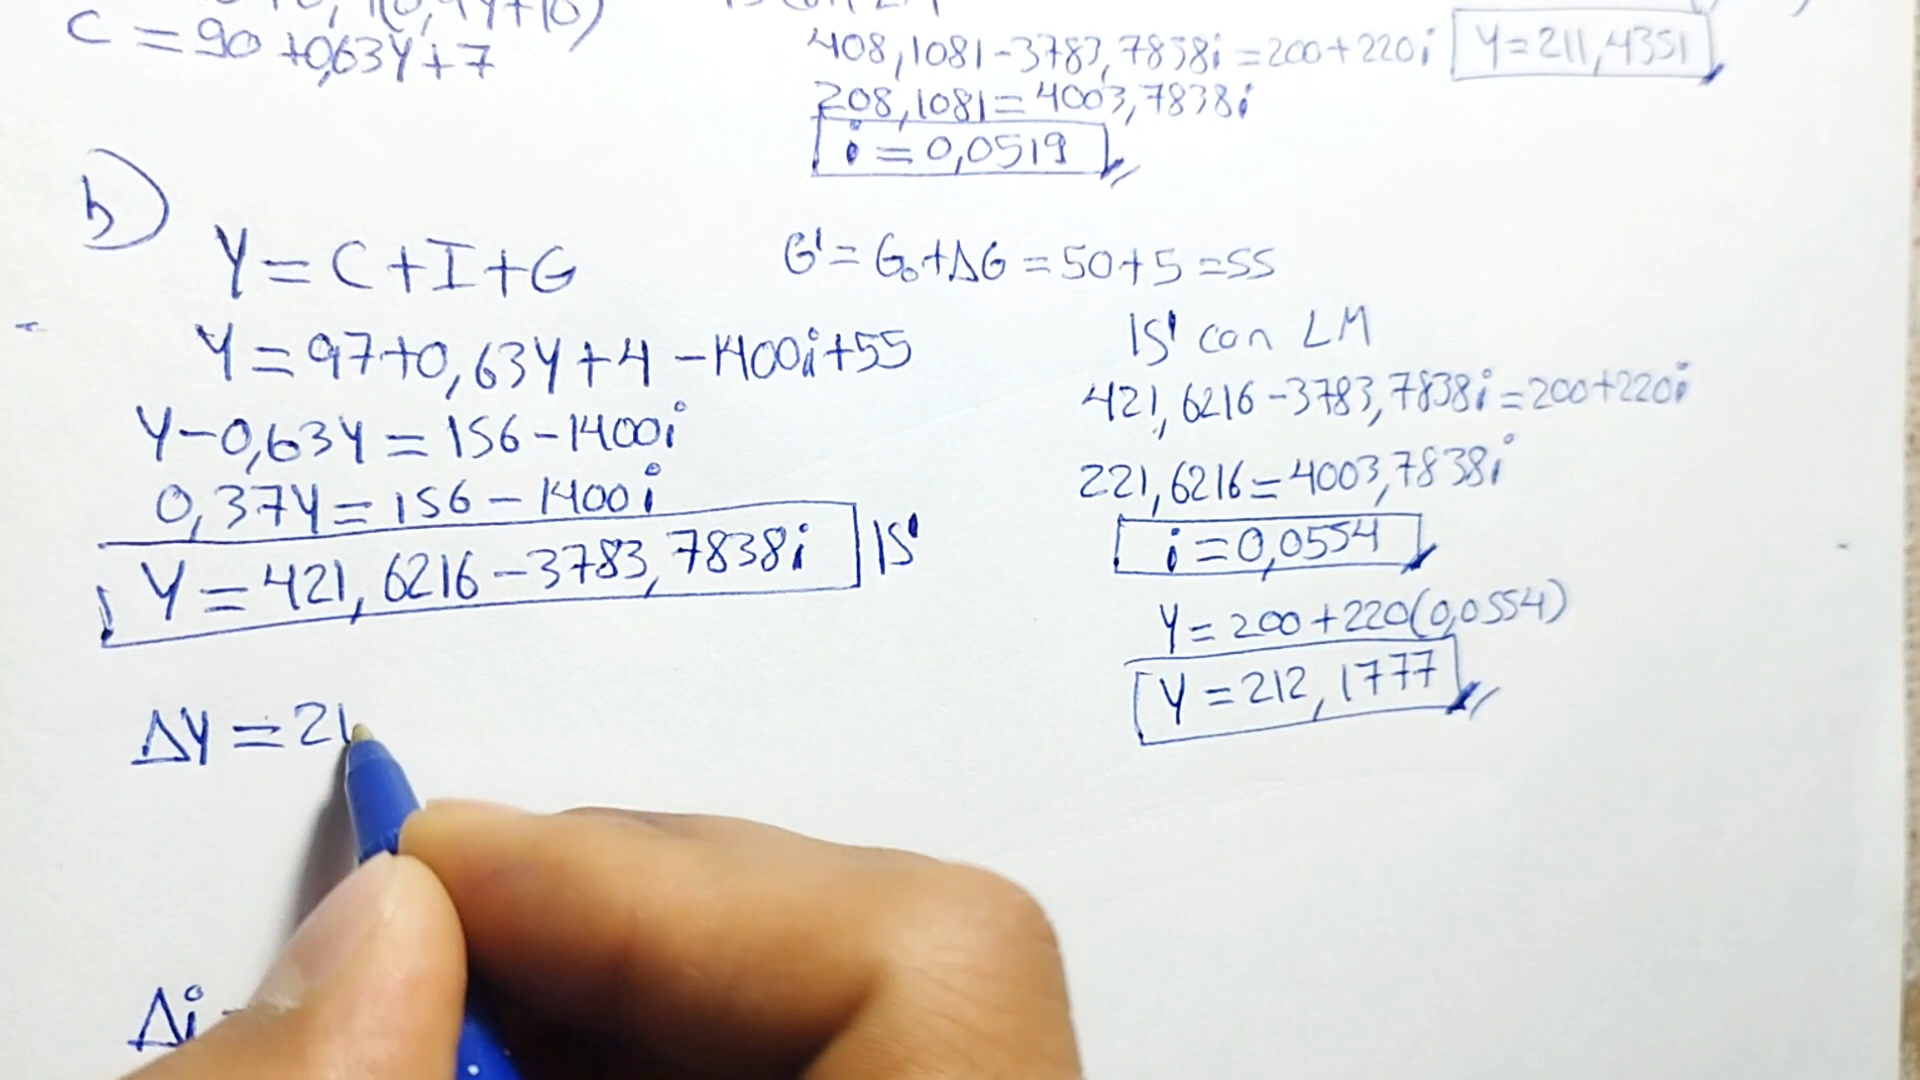 C = 90 + 0,63Y + 7
408,1081 - 3783,7838i = 200 + 220i
Y = 211,4351
208,1081 = 4003,7838i
i = 0,0519
b)
Y = C + I + G
G' = G₀ + ΔG = 50 + 5 = 55
Y = 97 + 0,63Y + 4 - 1400i + 55
Y - 0,63Y = 156 - 1400i
0,37Y = 156 - 1400i
Y = 421,6216 - 3783,7838i
IS'
IS' con LM
421,6216 - 3783,7838i = 200 + 220i
221,6216 = 4003,7838i
i = 0,0554
Y = 200 + 220(0,0554)
Y = 212,1777
ΔY = 21
Δi